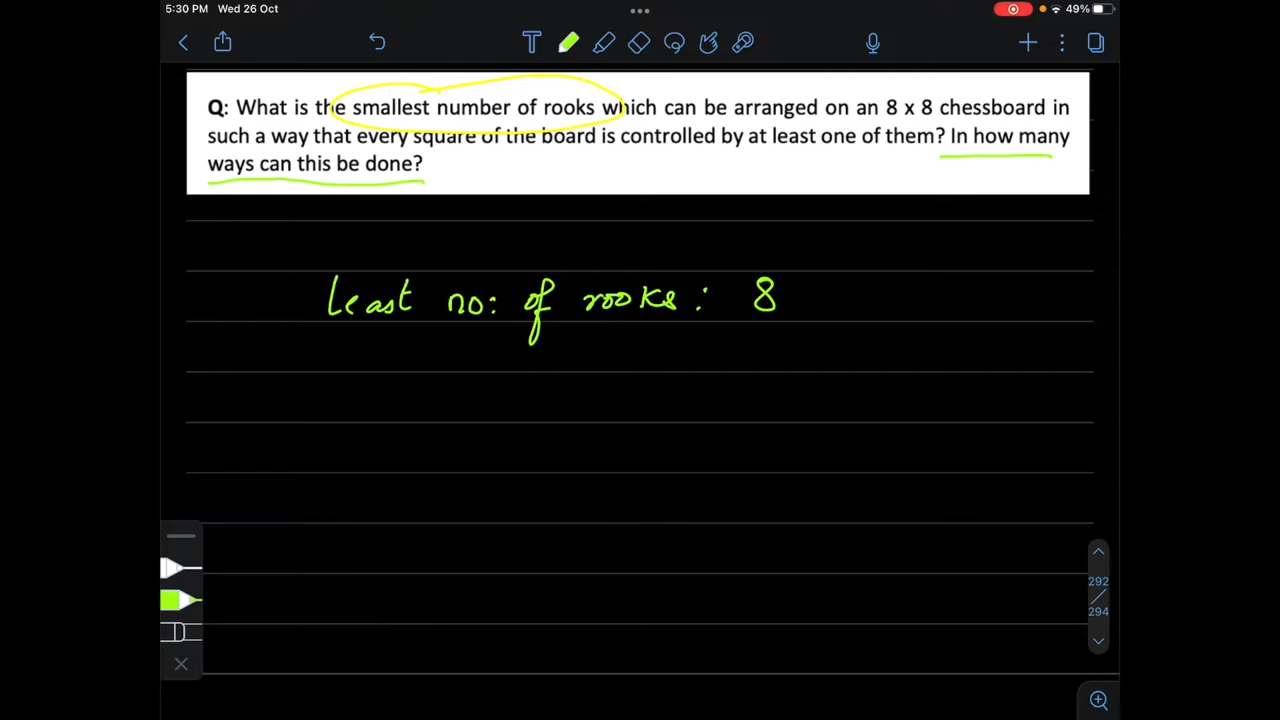 5:30 PM Wed 26 Oct
49%
Q: What is the smallest number of rooks which can be arranged on an 8 x 8 chessboard in
such a way that every square of the board is controlled by at least one of them? In how many
ways can this be done?
Least no: of rooks: 8
292
294